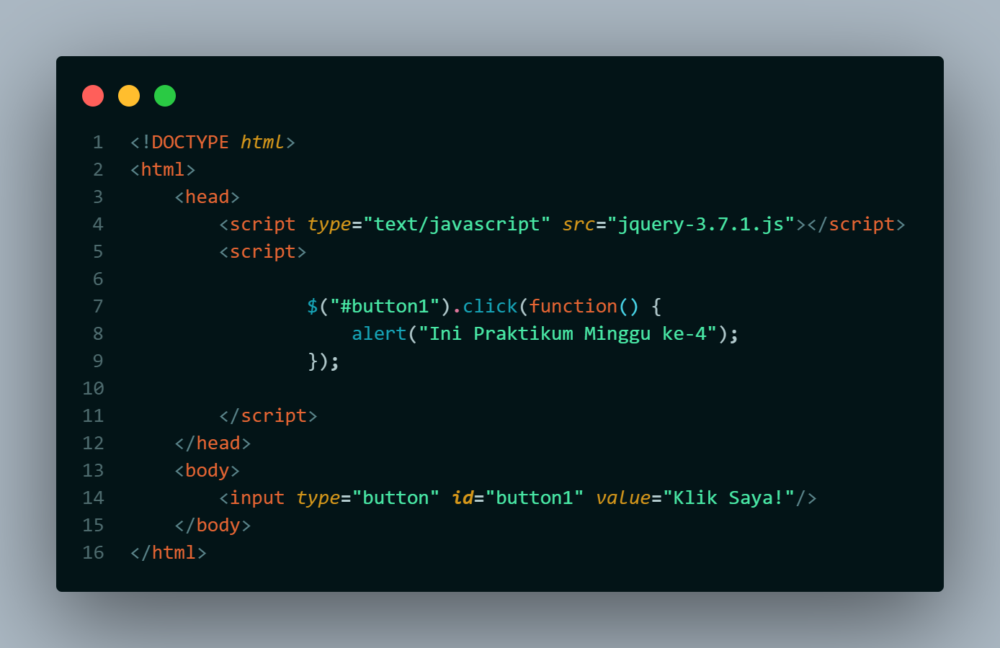 1 <!DOCTYPE html>
2 <html>
3     <head>
4         <script type="text/javascript" src="jquery-3.7.1.js"></script>
5         <script>
6
7                 $("#button1").click(function() {
8                     alert("Ini Praktikum Minggu ke-4");
9                 });
10
11         </script>
12     </head>
13     <body>
14         <input type="button" id="button1" value="Klik Saya!"/>
15     </body>
16 </html>